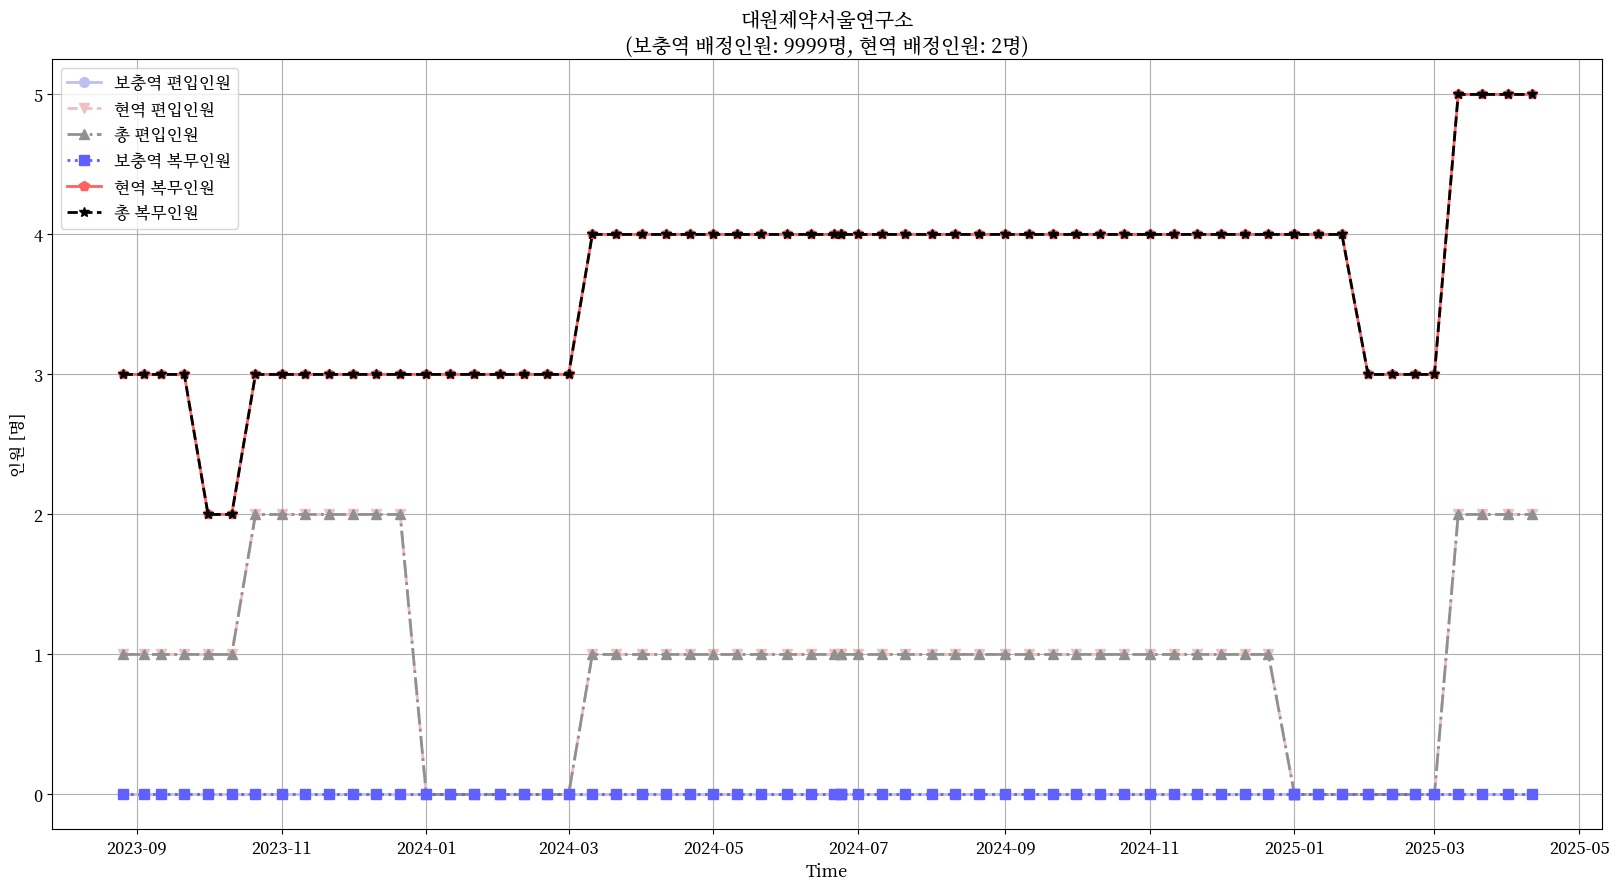 대원제약서울연구소
(보충역 배정인원: 9999명, 현역 배정인원: 2명)
보충역 편입인원
현역 편입인원
총 편입인원
보충역 복무인원
현역 복무인원
총 복무인원
인원 [명]
5
4
3
2
1
0
2023-09
2023-11
2024-01
2024-03
2024-05
2024-07
2024-09
2024-11
2025-01
2025-03
2025-05
Time